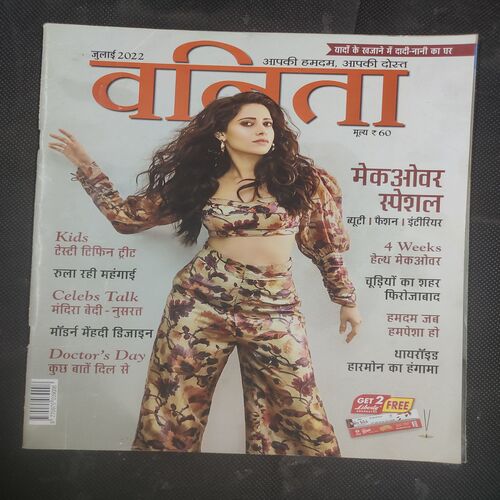 यादों के खजाने में दादी-नानी का घर
जुलाई 2022
आपकी हमदम, आपकी दोस्त
वनिता
मूल्य ₹ 60
मेकओवर
स्पेशल
ब्यूटी । फैशन । इंटीरियर
Kids
टेस्टी टिफिन ट्रीट
रुला रही महंगाई
Celebs Talk
मंदिरा बेदी - नुसरत
मॉडर्न मेंहदी डिजाइन
Doctor's Day
कुछ बातें दिल से
4 Weeks
हेल्थ मेकओवर
चूड़ियों का शहर
फिरोजाबाद
हमदम जब
हमपेशा हो
थायरॉइड
हारमोन का हंगामा
GET 2
FREE